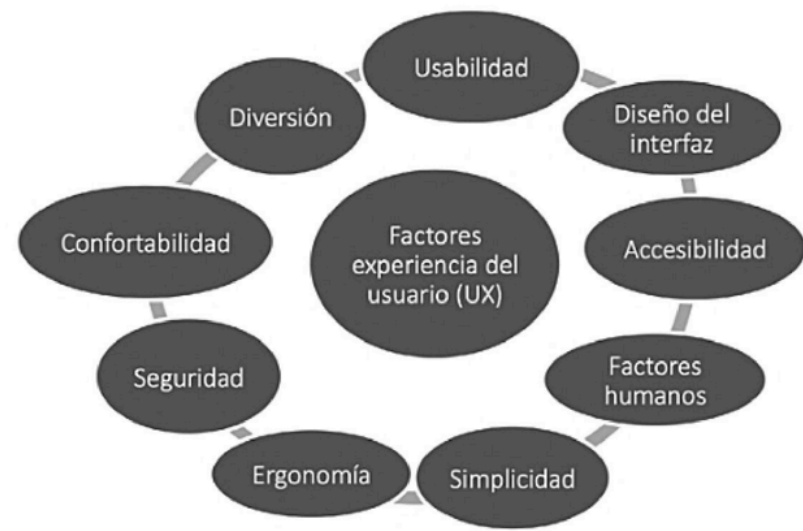 Usabilidad
Diversión
Diseño del
interfaz
Confortabilidad
Factores
experiencia del
usuario (UX)
Accesibilidad
Seguridad
Factores
humanos
Ergonomía
Simplicidad